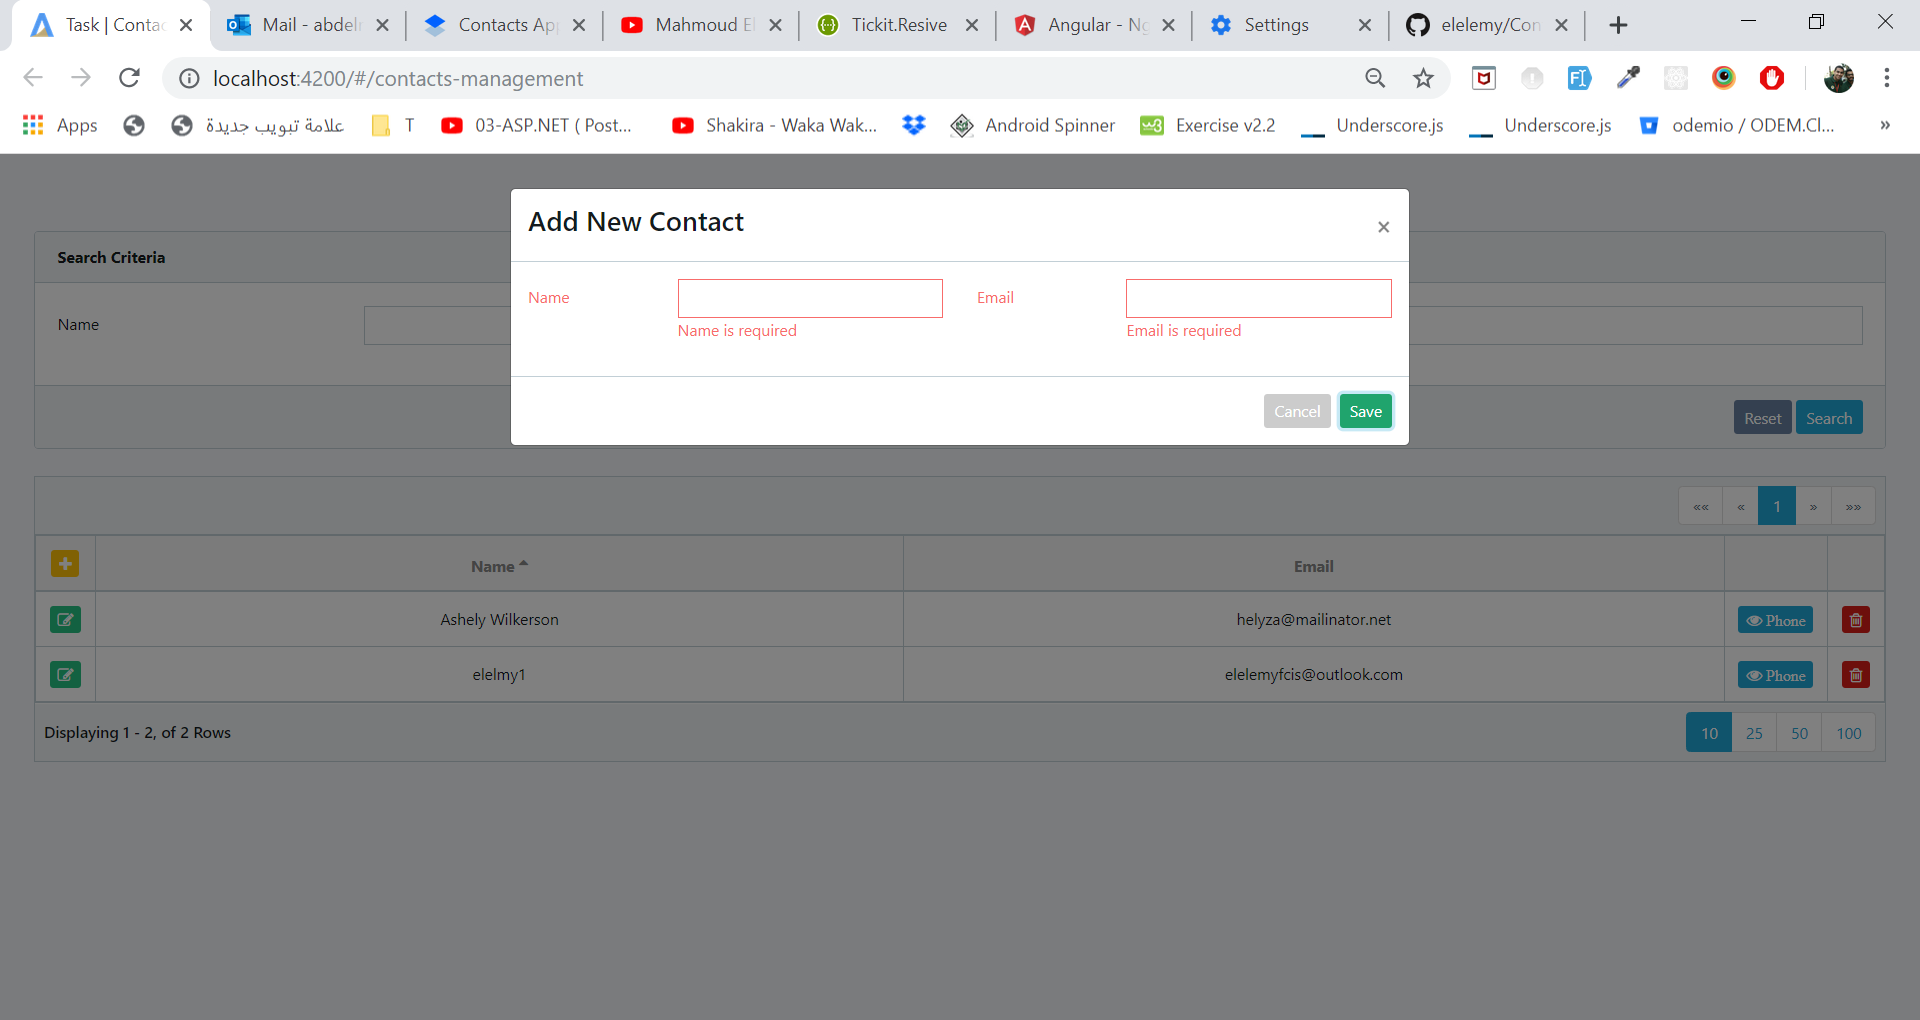 Task | Contac
Mail - abdelr
Contacts Ap
Mahmoud El
Tickit.Resive
Angular - Ng
Settings
elelemy/Con
localhost:4200/#/contacts-management
Apps
علامة تبويب جديدة
T
03-ASP.NET ( Post...
Shakira - Waka Wak...
Android Spinner
Exercise v2.2
Underscore.js
Underscore.js
odemio / ODEM.Cl...
»
Add New Contact
×
Search Criteria
Name
Name
Email
Name is required
Email is required
Cancel
Save
Reset
Search
«« « 1 » »»
Name
Email
Ashely Wilkerson
helyza@mailinator.net
Phone
elelmy1
elelemyfcis@outlook.com
Phone
Displaying 1 - 2, of 2 Rows
10 25 50 100